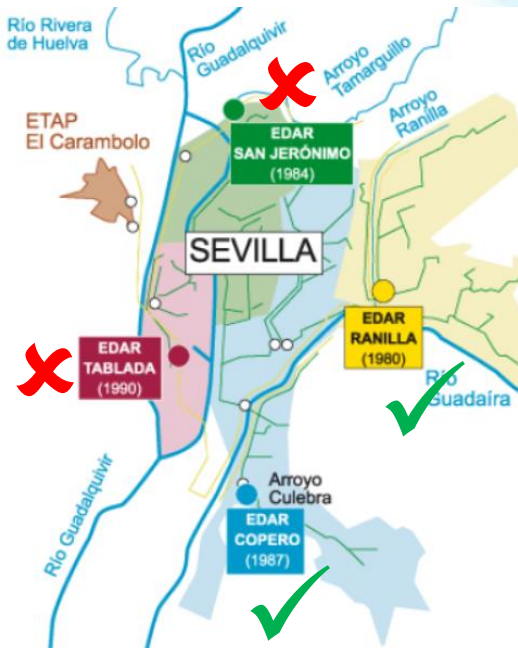 Río Rivera
de Huelva
Río
Guadalquivir
Arroyo
Tamarguillo
Arroyo
Ranilla
ETAP
El Carambolo
EDAR
SAN JERÓNIMO
(1984)
SEVILLA
EDAR
RANILLA
(1980)
EDAR
TABLADA
(1990)
Río
Guadaíra
Río Guadalquivir
Arroyo
Culebra
EDAR
COPERO
(1987)